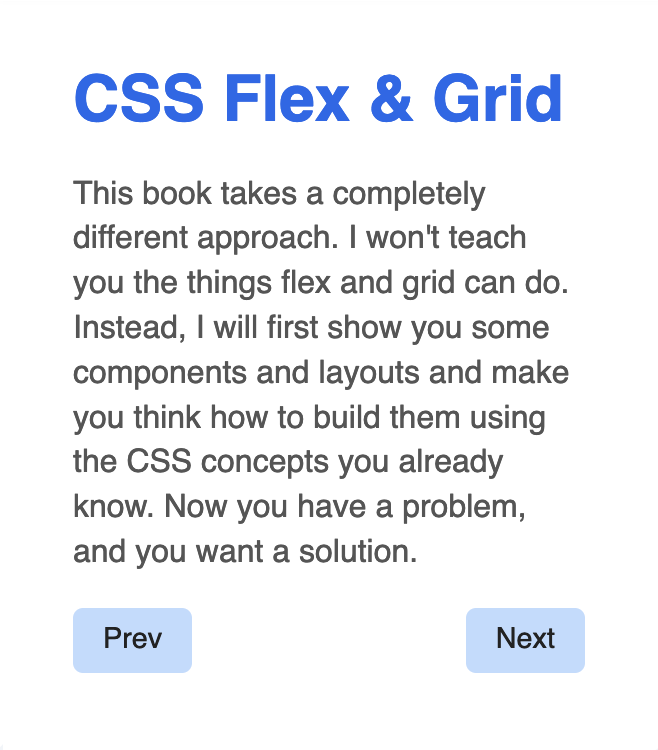 CSS Flex & Grid
This book takes a completely
different approach. I won't teach
you the things flex and grid can do.
Instead, I will first show you some
components and layouts and make
you think how to build them using
the CSS concepts you already
know. Now you have a problem,
and you want a solution.
Prev Next